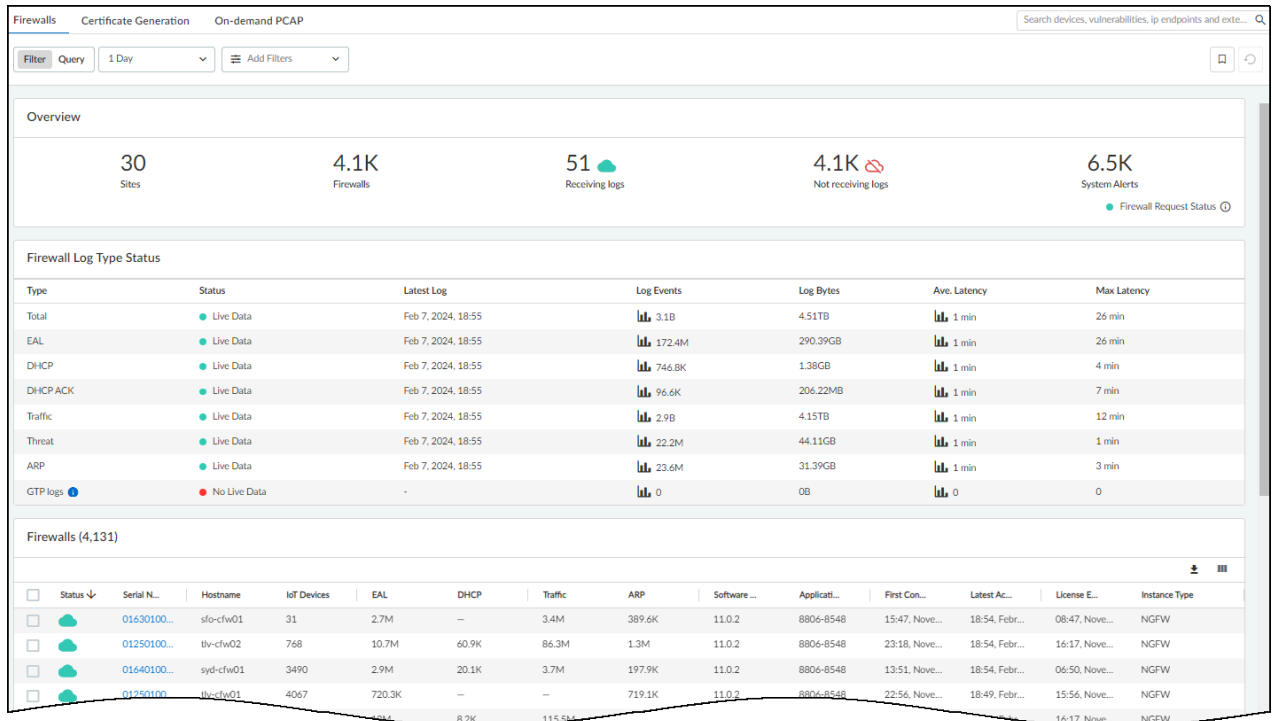 Firewalls Certificate Generation On-demand PCAP Search devices, vulnerabilities, ip endpoints and exte...
Filter Query 1 Day Add Filters
Overview
30 4.1K 51 4.1K 6.5K
Sites Firewalls Receiving logs Not receiving logs System Alerts
Firewall Request Status
Firewall Log Type Status
Type Status Latest Log Log Events Log Bytes Ave. Latency Max Latency
Total Live Data Feb 7, 2024, 18:55 3.1B 4.51TB 1 min 26 min
EAL Live Data Feb 7, 2024, 18:55 172.4M 290.39GB 1 min 26 min
DHCP Live Data Feb 7, 2024, 18:55 746.8K 1.38GB 1 min 4 min
DHCP ACK Live Data Feb 7, 2024, 18:55 96.6K 206.22MB 1 min 7 min
Traffic Live Data Feb 7, 2024, 18:55 2.9B 4.15TB 1 min 12 min
Threat Live Data Feb 7, 2024, 18:55 22.2M 44.11GB 1 min 1 min
ARP Live Data Feb 7, 2024, 18:55 23.6M 31.39GB 1 min 3 min
GTP logs No Live Data - 0 0B 0 0
Firewalls (4,131)
Status Serial N... Hostname IoT Devices EAL DHCP Traffic ARP Software ... Applicati... First Con... Latest Ac... License E... Instance Type
01630100... sfo-cfw01 31 2.7M — 3.4M 389.6K 11.0.2 8806-8548 15:47, Nove... 18:54, Febr... 08:47, Nove... NGFW
01250100... tlv-cfw02 768 10.7M 60.9K 86.3M 1.3M 11.0.2 8806-8548 23:18, Nove... 18:54, Febr... 16:17, Nove... NGFW
01640100... syd-cfw01 3490 2.9M 20.1K 3.7M 197.9K 11.0.2 8806-8548 13:51, Nove... 18:54, Febr... 06:50, Nove... NGFW
01250100... tlv-cfw01 4067 720.3K — — 719.1K 11.0.2 8806-8548 22:56, Nove... 18:49, Febr... 15:56, Nove... NGFW
8.2K 115.5M 16:17, Nove... NGFW